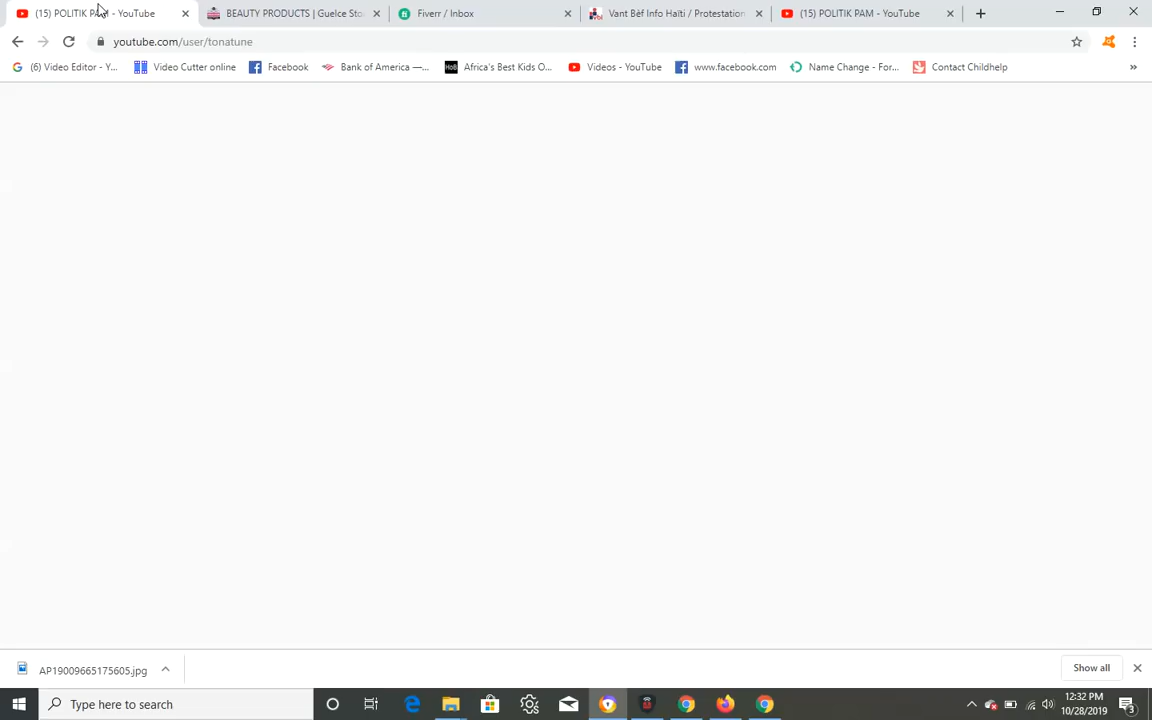 (15) POLITIK PAM - YouTube BEAUTY PRODUCTS | Guelce Sto Fiverr / Inbox Vant Bèf Info Haïti / Protestation (15) POLITIK PAM - YouTube
youtube.com/user/tonatune
(6) Video Editor - Y... Video Cutter online Facebook Bank of America —... Africa's Best Kids O... Videos - YouTube www.facebook.com Name Change - For... Contact Childhelp »
AP19009665175605.jpg Show all
Type here to search 12:32 PM
10/28/2019 3